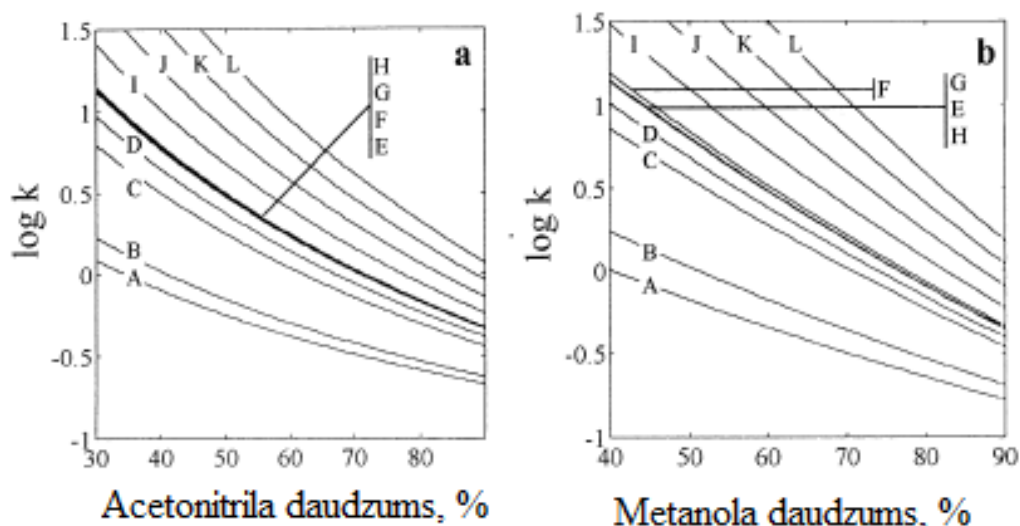 1.5
1
0.5
0
-0.5
-1
log k
30
40
50
60
70
80
Acetonitrila daudzums, %
a
A
B
C
D
I
J
K
L
H
G
F
E
1.5
1
0.5
0
-0.5
-1
log k
40
50
60
70
80
90
Metanola daudzums, %
b
A
B
C
D
I
J
K
L
F
G
E
H